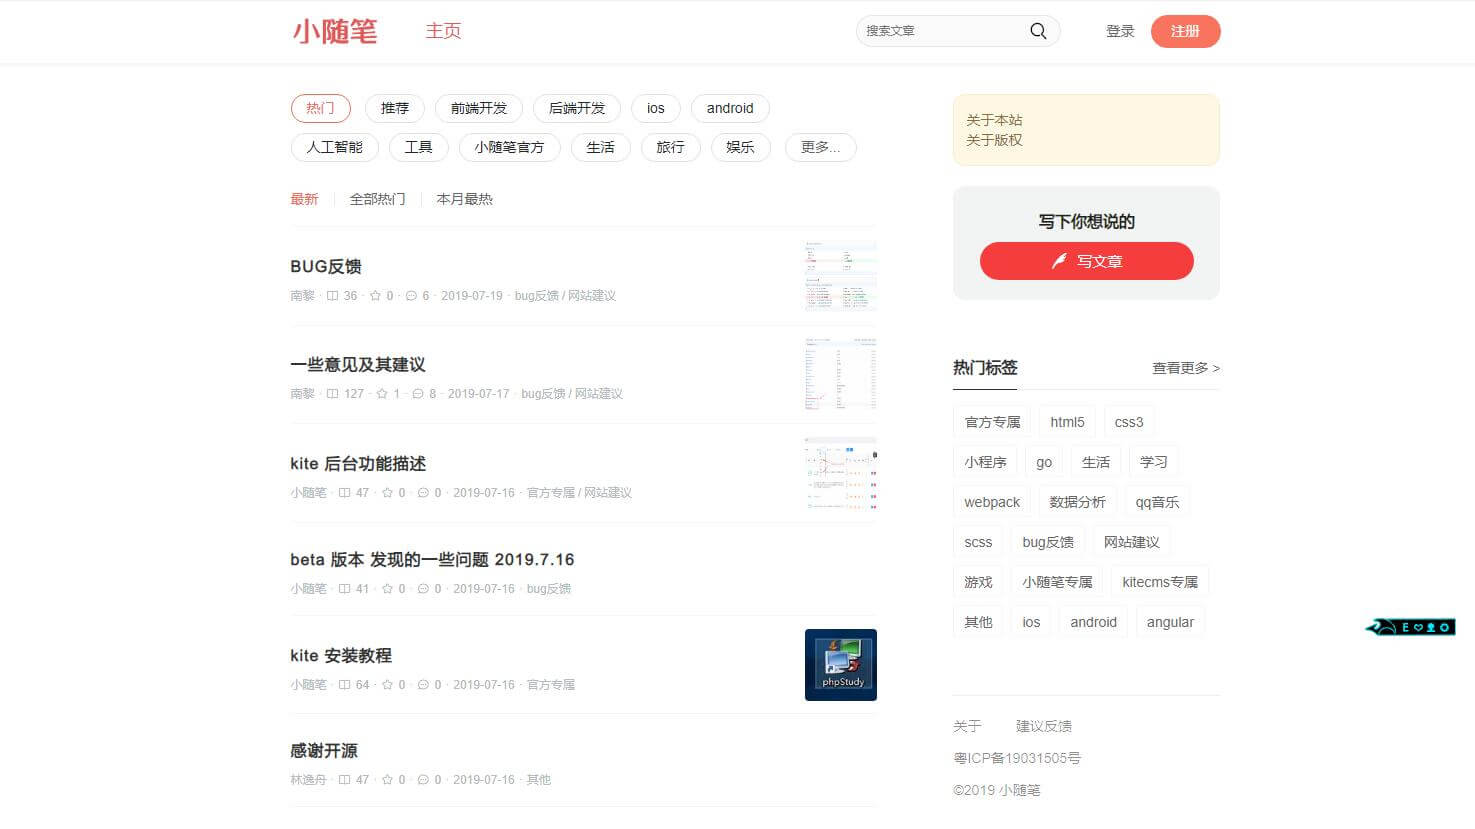 小随笔 主页 搜索文章 登录 注册
热门 推荐 前端开发 后端开发 ios android
人工智能 工具 小随笔官方 生活 旅行 娱乐 更多...
最新 全部热门 本月最热
BUG反馈
南黎 · 36 · 0 · 6 · 2019-07-19 · bug反馈 / 网站建议
一些意见及其建议
南黎 · 127 · 1 · 8 · 2019-07-17 · bug反馈 / 网站建议
kite 后台功能描述
小随笔 · 47 · 0 · 0 · 2019-07-16 · 官方专属 / 网站建议
beta 版本 发现的一些问题 2019.7.16
小随笔 · 41 · 0 · 0 · 2019-07-16 · bug反馈
kite 安装教程
小随笔 · 64 · 0 · 0 · 2019-07-16 · 官方专属
phpStudy
感谢开源
林逸舟 · 47 · 0 · 0 · 2019-07-16 · 其他
关于本站
关于版权
写下你想说的
写文章
热门标签 查看更多 >
官方专属 html5 css3
小程序 go 生活 学习
webpack 数据分析 qq音乐
scss bug反馈 网站建议
游戏 小随笔专属 kitecms专属
其他 ios android angular
关于 建议反馈
粤ICP备19031505号
©2019 小随笔